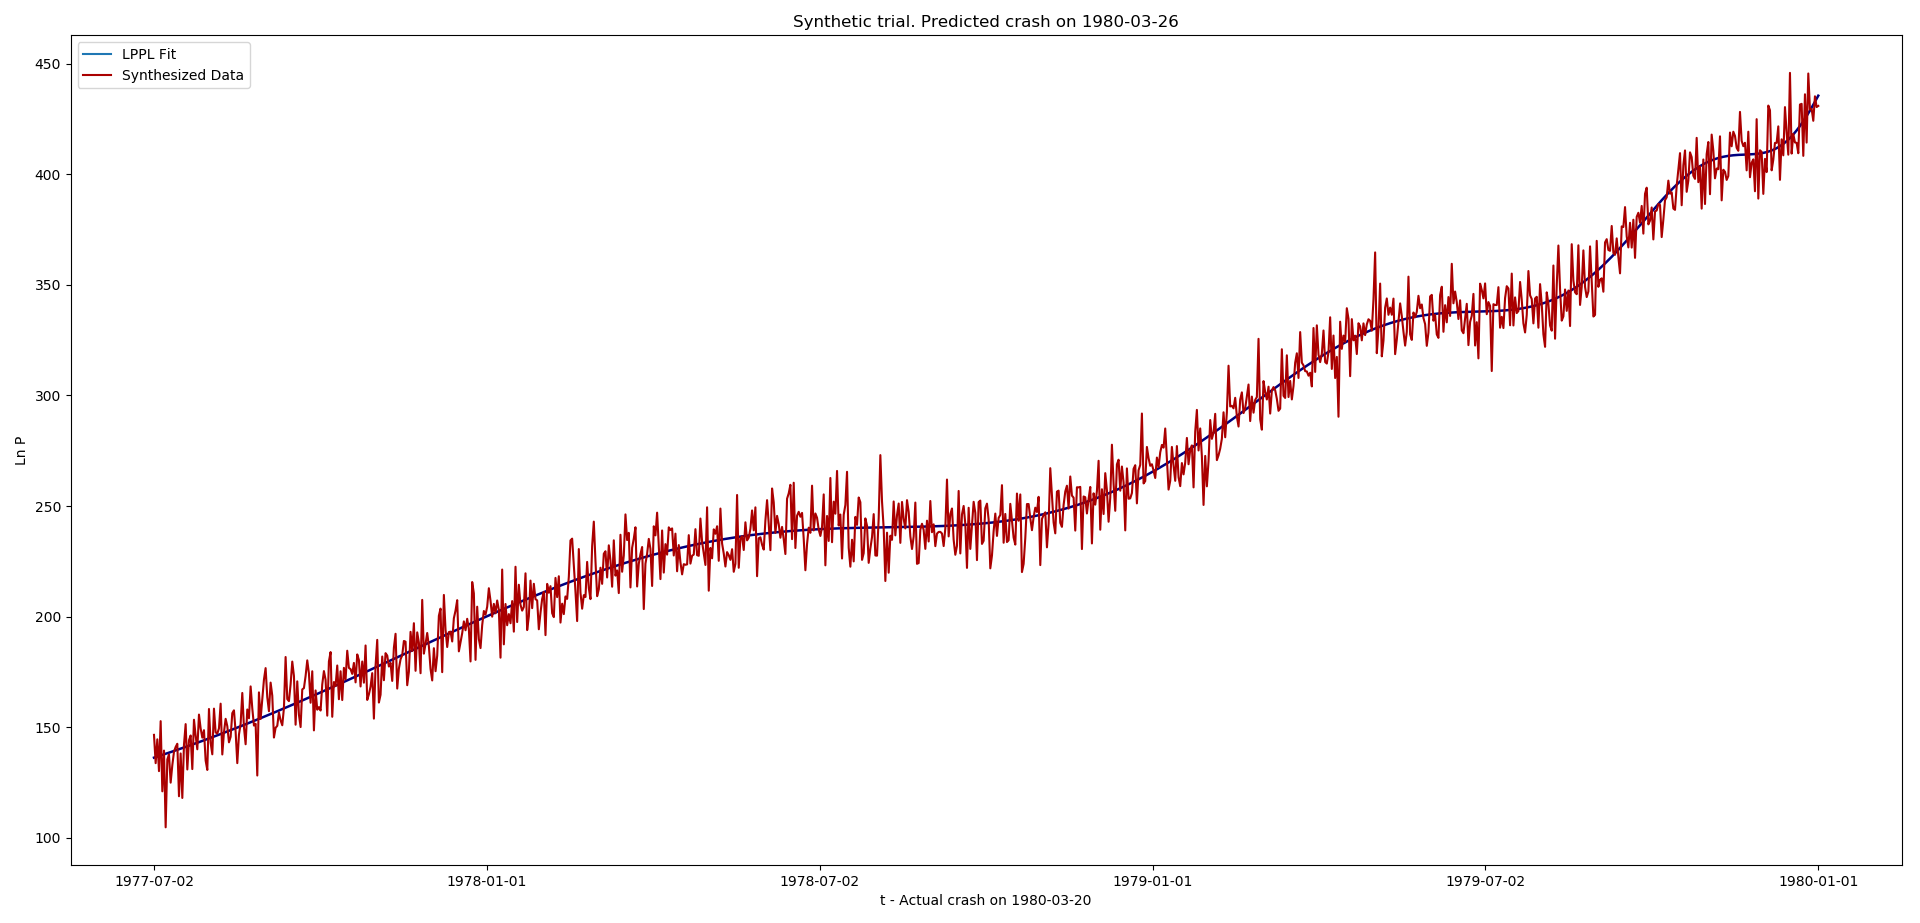 Synthetic trial. Predicted crash on 1980-03-26
LPPL Fit
Synthesized Data
450
400
350
300
250
200
150
100
Ln P
1977-07-02
1978-01-01
1978-07-02
1979-01-01
1979-07-02
1980-01-01
t - Actual crash on 1980-03-20